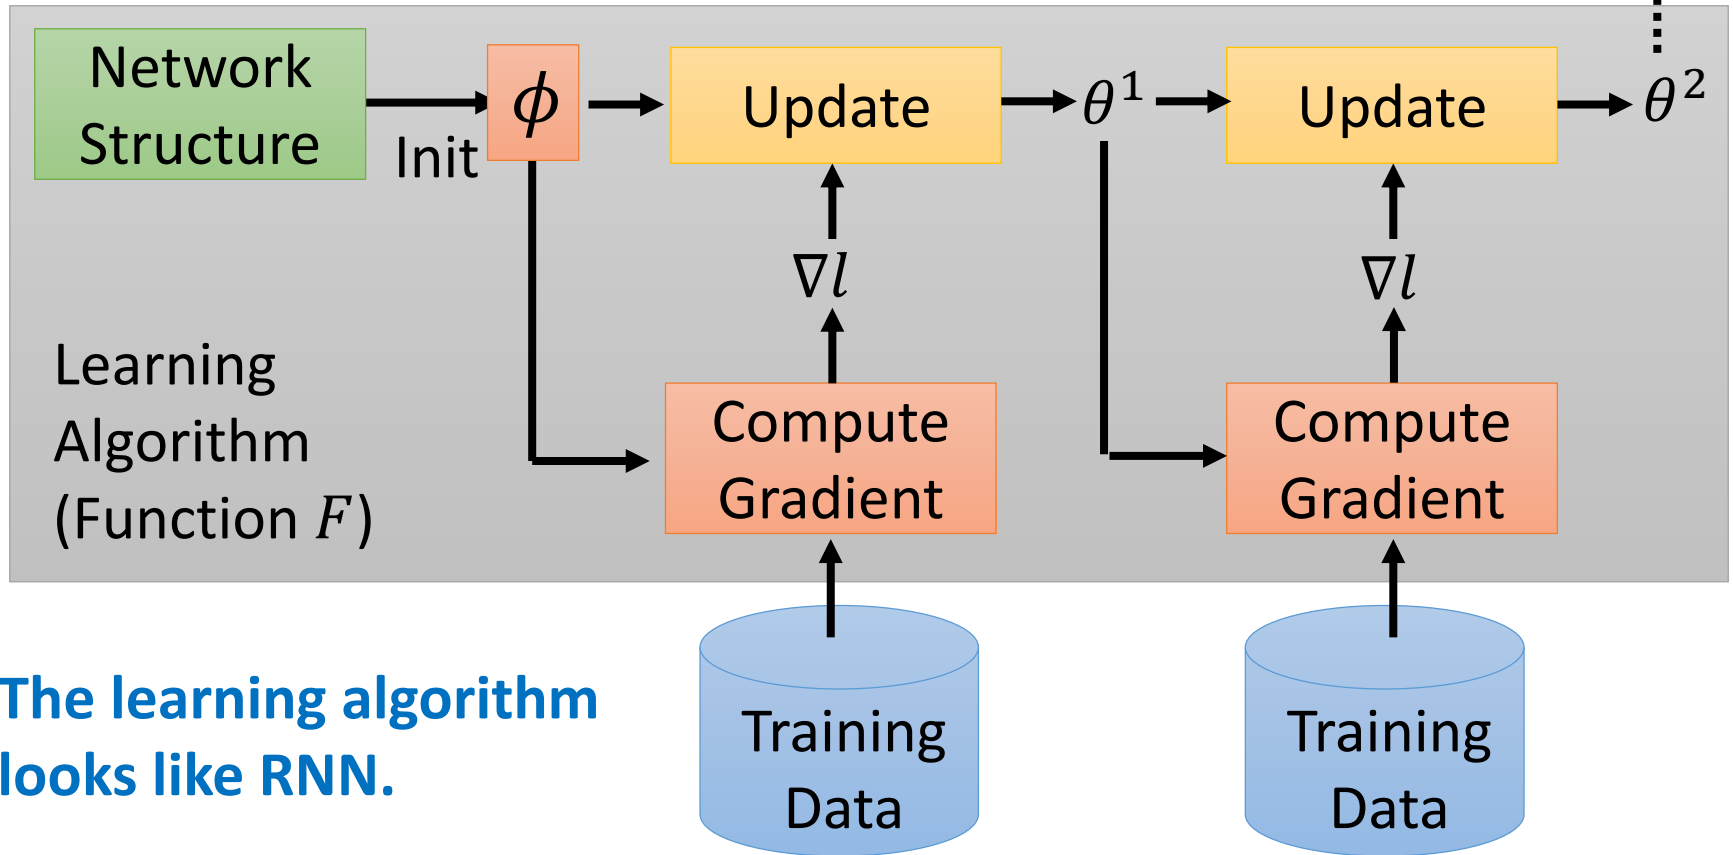 Network
Structure
Init
ϕ
Update
θ¹
Update
θ²
∇l
∇l
Learning
Algorithm
(Function F)
Compute
Gradient
Compute
Gradient
The learning algorithm
looks like RNN.
Training
Data
Training
Data